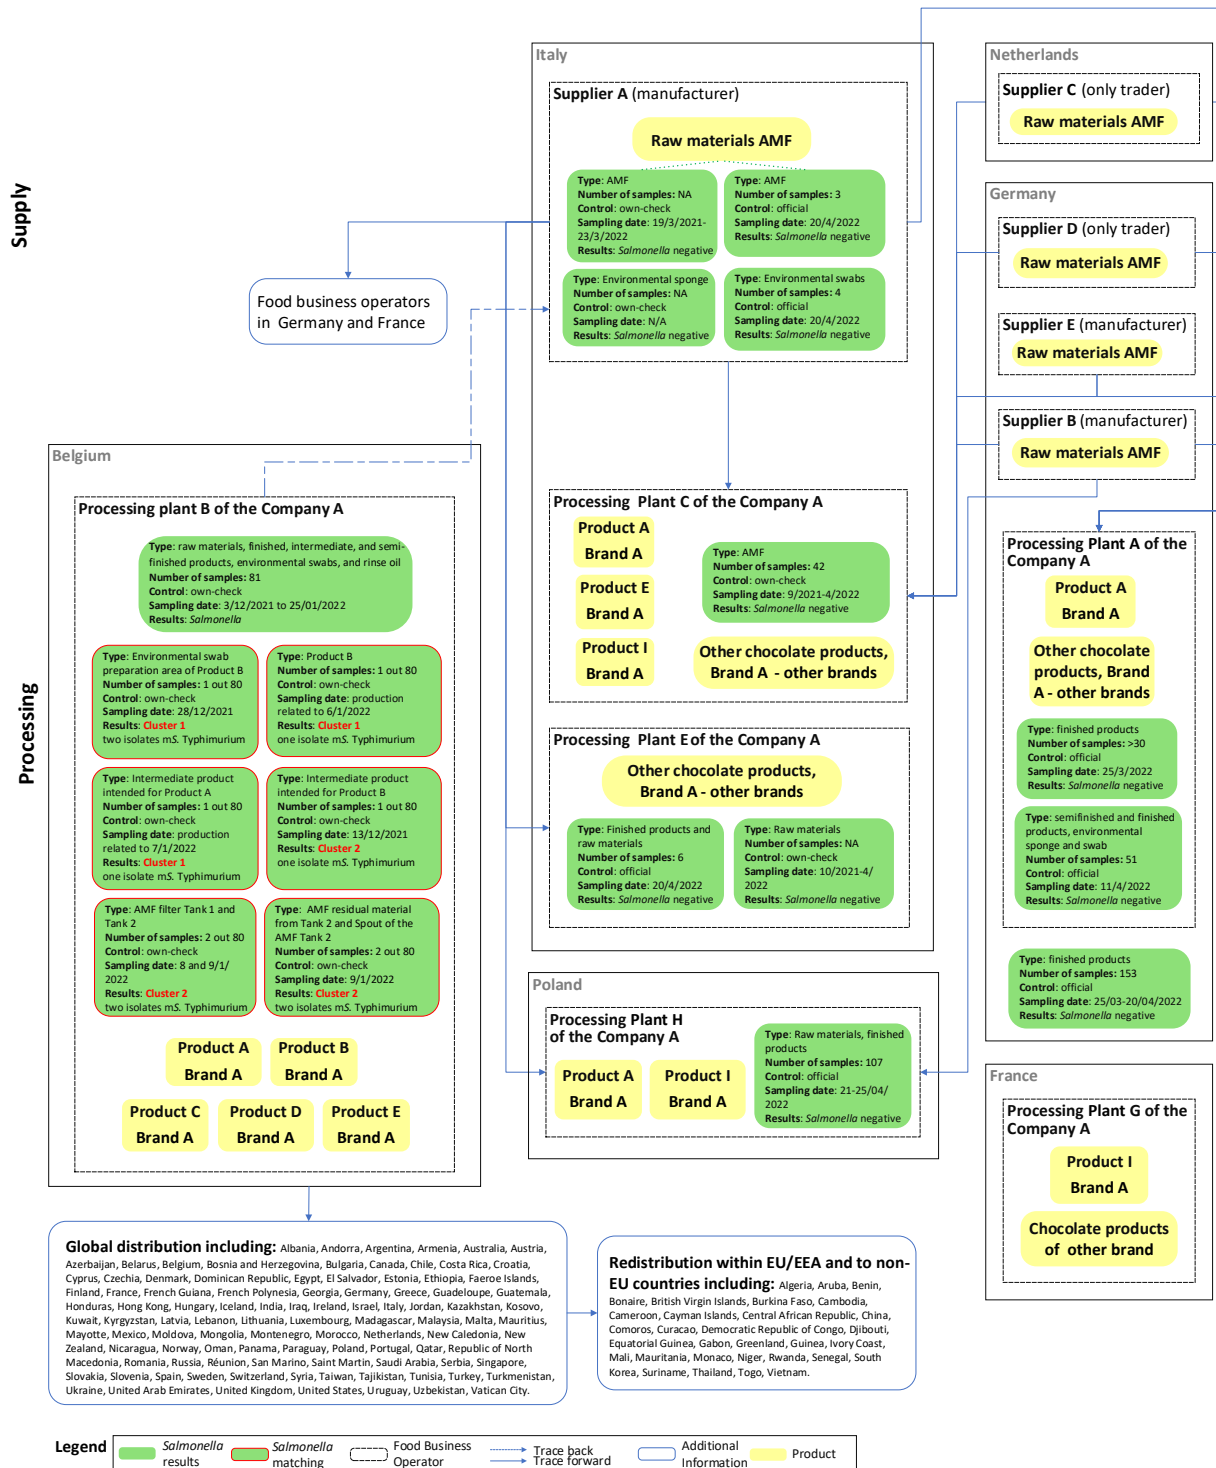 Supply
Processing
Italy
Supplier A (manufacturer)
Raw materials AMF
Type: AMF
Number of samples: NA
Control: own-check
Sampling date: 19/3/2021-
23/3/2022
Results: Salmonella negative
Type: AMF
Number of samples: 3
Control: official
Sampling date: 20/4/2022
Results: Salmonella negative
Type: Environmental sponge
Number of samples: NA
Control: own-check
Sampling date: N/A
Results: Salmonella negative
Type: Environmental swabs
Number of samples: 4
Control: official
Sampling date: 20/4/2022
Results: Salmonella negative
Food business operators
in Germany and France
Netherlands
Supplier C (only trader)
Raw materials AMF
Germany
Supplier D (only trader)
Raw materials AMF
Supplier E (manufacturer)
Raw materials AMF
Supplier B (manufacturer)
Raw materials AMF
Belgium
Processing plant B of the Company A
Type: raw materials, finished, intermediate, and semi-
finished products, environmental swabs, and rinse oil
Number of samples: 81
Control: own-check
Sampling date: 3/12/2021 to 25/01/2022
Results: Salmonella
Type: Environmental swab
preparation area of Product B
Number of samples: 1 out 80
Control: own-check
Sampling date: 28/12/2021
Results: Cluster 1
two isolates mS. Typhimurium
Type: Product B
Number of samples: 1 out 80
Control: own-check
Sampling date: production
related to 6/1/2022
Results: Cluster 1
one isolate mS. Typhimurium
Type: Intermediate product
intended for Product A
Number of samples: 1 out 80
Control: own-check
Sampling date: production
related to 7/1/2022
Results: Cluster 1
one isolate mS. Typhimurium
Type: Intermediate product
intended for Product B
Number of samples: 1 out 80
Control: own-check
Sampling date: 13/12/2021
Results: Cluster 2
one isolate mS. Typhimurium
Type: AMF filter Tank 1 and
Tank 2
Number of samples: 2 out 80
Control: own-check
Sampling date: 8 and 9/1/
2022
Results: Cluster 2
two isolates mS. Typhimurium
Type: AMF residual material
from Tank 2 and Spout of the
AMF Tank 2
Number of samples: 2 out 80
Control: own-check
Sampling date: 9/1/2022
Results: Cluster 2
two isolates mS. Typhimurium
Product A
Brand A
Product B
Brand A
Product C
Brand A
Product D
Brand A
Product E
Brand A
Processing Plant C of the Company A
Product A
Brand A
Product E
Brand A
Product I
Brand A
Type: AMF
Number of samples: 42
Control: own-check
Sampling date: 9/2021-4/2022
Results: Salmonella negative
Other chocolate products,
Brand A - other brands
Processing Plant E of the Company A
Other chocolate products,
Brand A - other brands
Type: Finished products and
raw materials
Number of samples: 6
Control: official
Sampling date: 20/4/2022
Results: Salmonella negative
Type: Raw materials
Number of samples: NA
Control: own-check
Sampling date: 10/2021-4/
2022
Results: Salmonella negative
Poland
Processing Plant H
of the Company A
Product A
Brand A
Product I
Brand A
Type: Raw materials, finished
products
Number of samples: 107
Control: official
Sampling date: 21-25/04/
2022
Results: Salmonella negative
Processing Plant A of the
Company A
Product A
Brand A
Other chocolate
products, Brand
A - other brands
Type: finished products
Number of samples: >30
Control: official
Sampling date: 25/3/2022
Results: Salmonella negative
Type: semifinished and finished
products, environmental
sponge and swab
Number of samples: 51
Control: official
Sampling date: 11/4/2022
Results: Salmonella negative
Type: finished products
Number of samples: 153
Control: official
Sampling date: 25/03-20/04/2022
Results: Salmonella negative
France
Processing Plant G of the
Company A
Product I
Brand A
Chocolate products
of other brand
Global distribution including: Albania, Andorra, Argentina, Armenia, Australia, Austria,
Azerbaijan, Belarus, Belgium, Bosnia and Herzegovina, Bulgaria, Canada, Chile, Costa Rica, Croatia,
Cyprus, Czechia, Denmark, Dominican Republic, Egypt, El Salvador, Estonia, Ethiopia, Faeroe Islands,
Finland, France, French Guiana, French Polynesia, Georgia, Germany, Greece, Guadeloupe, Guatemala,
Honduras, Hong Kong, Hungary, Iceland, India, Iraq, Ireland, Israel, Italy, Jordan, Kazakhstan, Kosovo,
Kuwait, Kyrgyzstan, Latvia, Lebanon, Lithuania, Luxembourg, Madagascar, Malaysia, Malta, Mauritius,
Mayotte, Mexico, Moldova, Mongolia, Montenegro, Morocco, Netherlands, New Caledonia, New
Zealand, Nicaragua, Norway, Oman, Panama, Paraguay, Poland, Portugal, Qatar, Republic of North
Macedonia, Romania, Russia, Réunion, San Marino, Saint Martin, Saudi Arabia, Serbia, Singapore,
Slovakia, Slovenia, Spain, Sweden, Switzerland, Syria, Taiwan, Tajikistan, Tunisia, Turkey, Turkmenistan,
Ukraine, United Arab Emirates, United Kingdom, United States, Uruguay, Uzbekistan, Vatican City.
Redistribution within EU/EEA and to non-
EU countries including: Algeria, Aruba, Benin,
Bonaire, British Virgin Islands, Burkina Faso, Cambodia,
Cameroon, Cayman Islands, Central African Republic, China,
Comoros, Curacao, Democratic Republic of Congo, Djibouti,
Equatorial Guinea, Gabon, Greenland, Guinea, Ivory Coast,
Mali, Mauritania, Monaco, Niger, Rwanda, Senegal, South
Korea, Suriname, Thailand, Togo, Vietnam.
Legend
Salmonella
results
Salmonella
matching
Food Business
Operator
Trace back
Trace forward
Additional
Information
Product